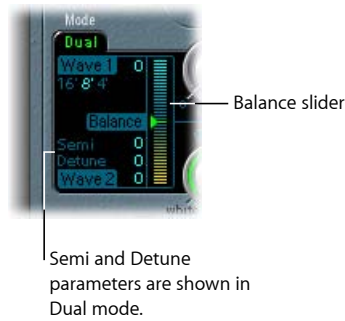 Mode
Dual
Wave 1 0
16' 8' 4'
Balance
Semi 0
Detune 0
Wave 2 0
Balance slider
Semi and Detune
parameters are shown in
Dual mode.